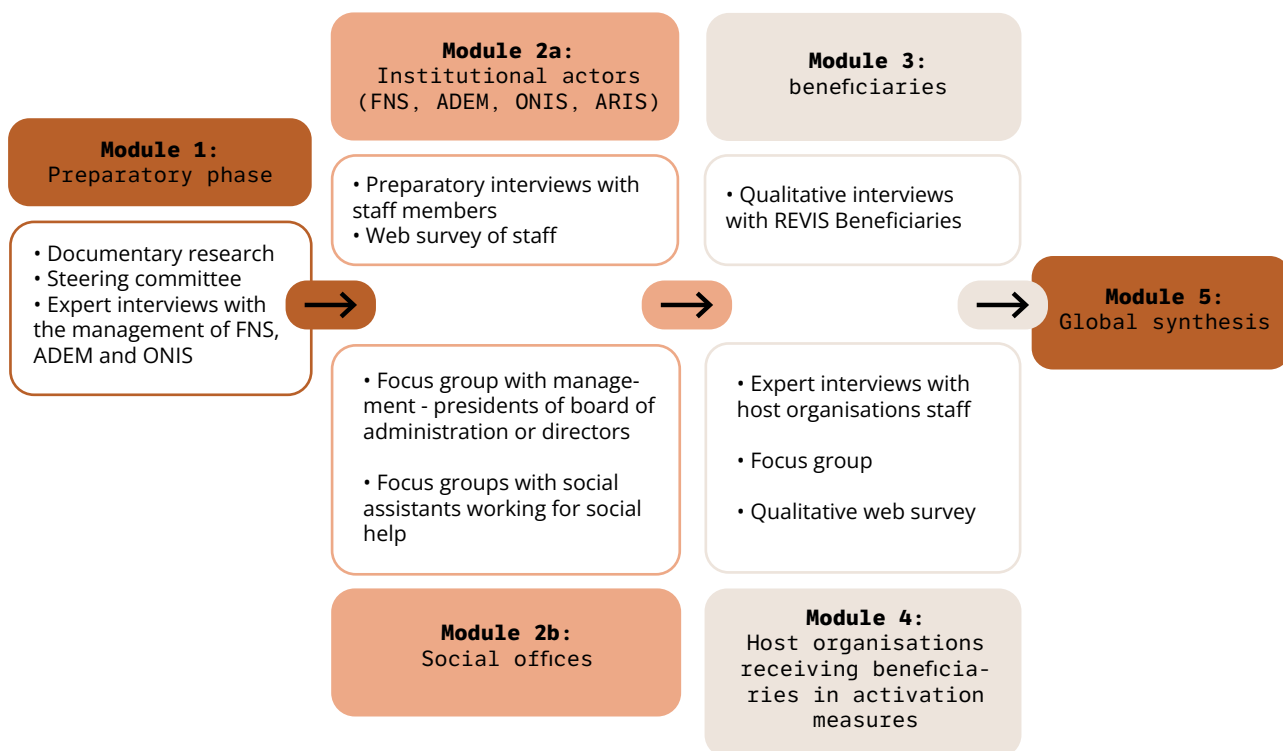 Module 1:
Preparatory phase
• Documentary research
• Steering committee
• Expert interviews with
the management of FNS,
ADEM and ONIS
Module 2a:
Institutional actors
(FNS, ADEM, ONIS, ARIS)
• Preparatory interviews with
staff members
• Web survey of staff
• Focus group with manage-
ment - presidents of board of
administration or directors
• Focus groups with social
assistants working for social
help
Module 2b:
Social offices
Module 3:
beneficiaries
• Qualitative interviews
with REVIS Beneficiaries
• Expert interviews with
host organisations staff
• Focus group
• Qualitative web survey
Module 4:
Host organisations
receiving beneficia-
ries in activation
measures
Module 5:
Global synthesis